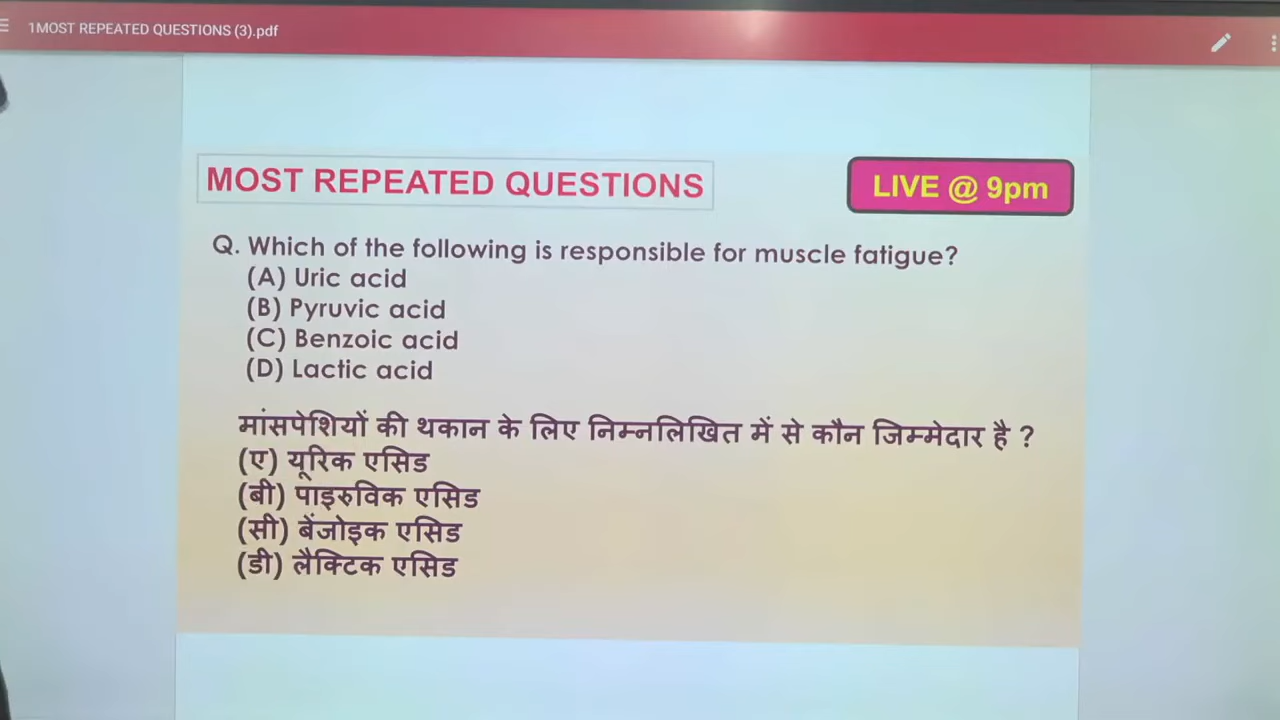 1MOST REPEATED QUESTIONS (3).pdf
MOST REPEATED QUESTIONS
LIVE @ 9pm
Q. Which of the following is responsible for muscle fatigue?
(A) Uric acid
(B) Pyruvic acid
(C) Benzoic acid
(D) Lactic acid
मांसपेशियों की थकान के लिए निम्नलिखित में से कौन जिम्मेदार है ?
(ए) यूरिक एसिड
(बी) पाइरुविक एसिड
(सी) बेंजोइक एसिड
(डी) लैक्टिक एसिड